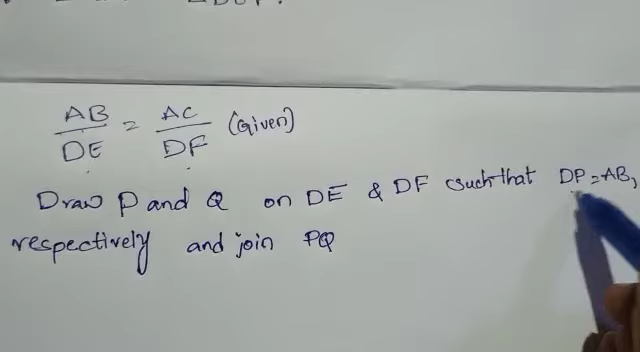 AB/DE = AC/DF (Given)
Draw P and Q on DE & DF such that DP = AB,
respectively and join PQ